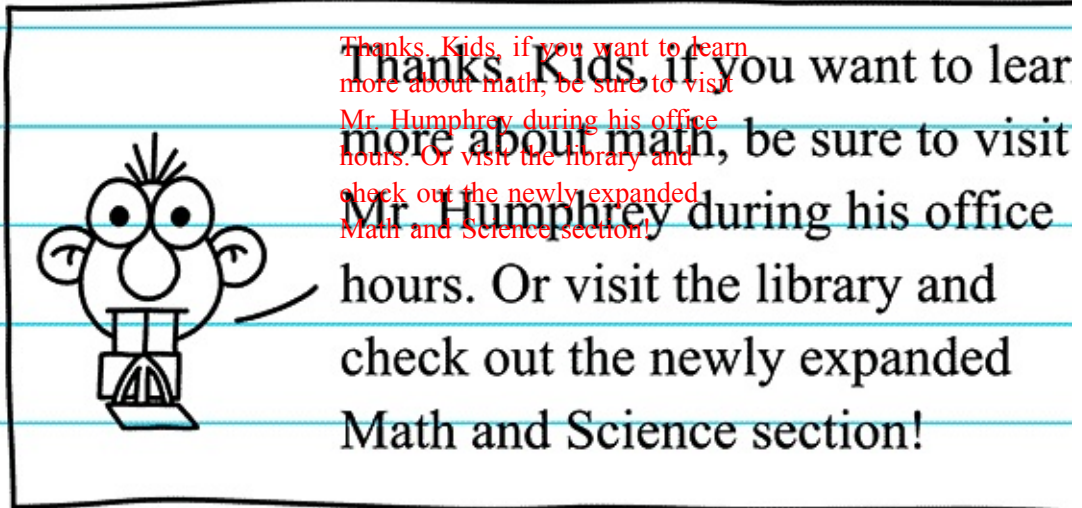 Thanks. Kids, if you want to learn
more about math, be sure to visit
Mr. Humphrey during his office
hours. Or visit the library and
check out the newly expanded
Math and Science section!
Thanks. Kids, if you want to lear
more about math, be sure to visit
Mr. Humphrey during his office
hours. Or visit the library and
check out the newly expanded
Math and Science section!